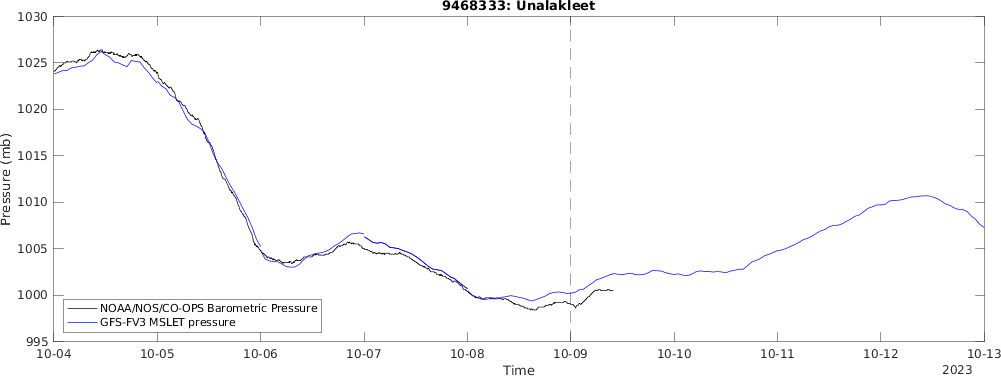 9468333: Unalakleet
Pressure (mb)
1030
1025
1020
1015
1010
1005
1000
995
NOAA/NOS/CO-OPS Barometric Pressure
GFS-FV3 MSLET pressure
10-04 10-05 10-06 10-07 10-08 10-09 10-10 10-11 10-12 10-13
Time
2023